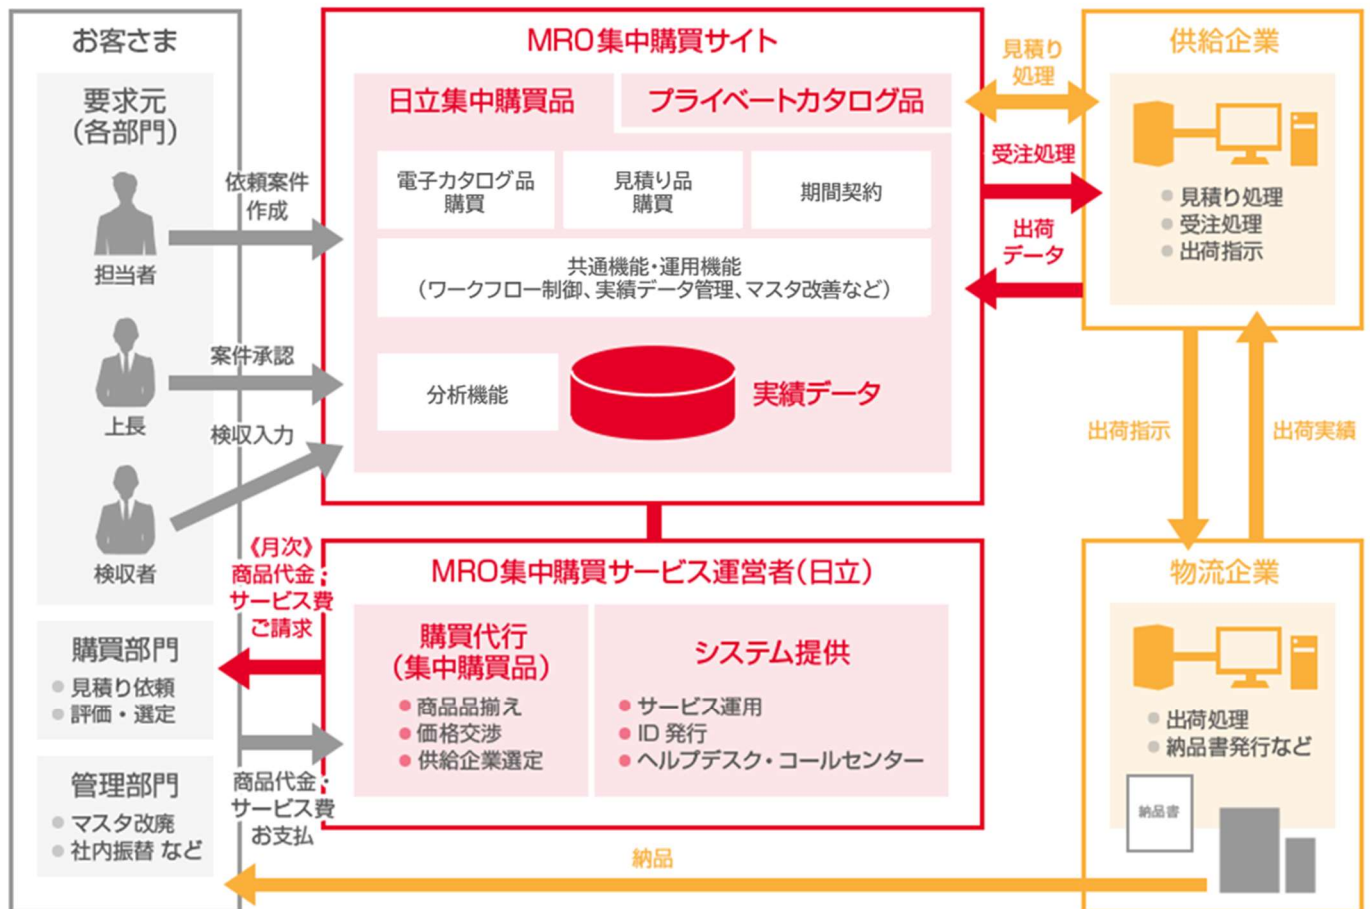 お客さま
要求元
(各部門)
担当者
上長
検収者
購買部門
見積り依頼
評価・選定
管理部門
マスタ改廃
社内振替 など
依頼案件
作成
案件承認
検収入力
《月次》
商品代金・
サービス費
ご請求
商品代金・
サービス費
お支払
MRO集中購買サイト
日立集中購買品
プライベートカタログ品
電子カタログ品
購買
見積り品
購買
期間契約
共通機能・運用機能
(ワークフロー制御、実績データ管理、マスタ改善など)
分析機能
実績データ
MRO集中購買サービス運営者(日立)
購買代行
(集中購買品)
商品品揃え
価格交渉
供給企業選定
システム提供
サービス運用
ID 発行
ヘルプデスク・コールセンター
見積り
処理
受注処理
出荷
データ
供給企業
見積り処理
受注処理
出荷指示
出荷指示
出荷実績
物流企業
出荷処理
納品書発行など
納品書
納品